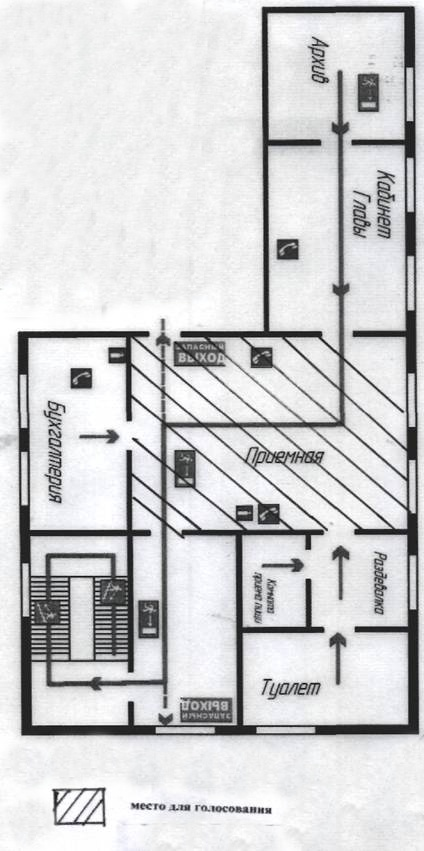 Архив
Кабинет
Главы
ЗАПАСНЫЙ
ВЫХОД
Бухгалтерия
Приемная
Комната
приема пищи
Раздевалка
Туалет
ЗАПАСНЫЙ
ВЫХОД
место для голосования